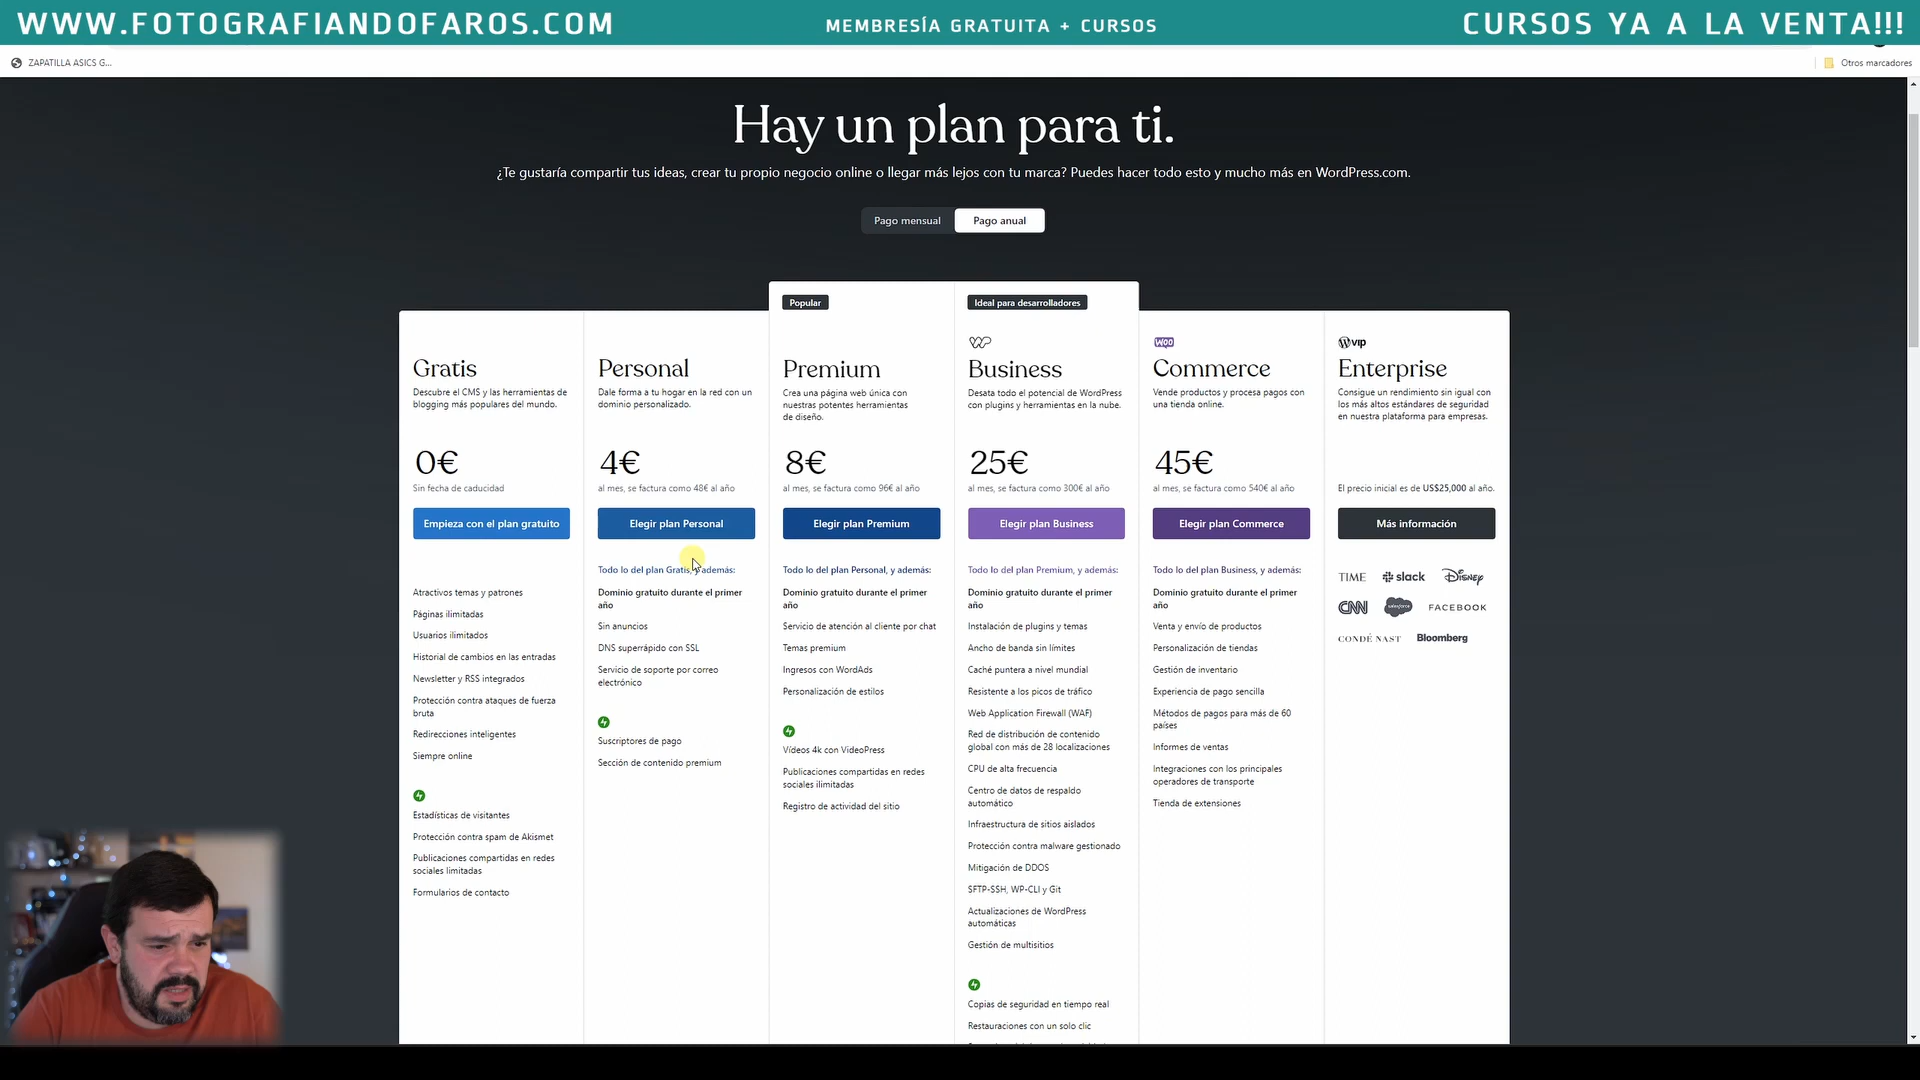 WWW.FOTOGRAFIANDOFAROS.COM
MEMBRESÍA GRATUITA + CURSOS
CURSOS YA A LA VENTA!!!
ZAPATILLA ASICS G...
Otros marcadores
Hay un plan para ti.
¿Te gustaría compartir tus ideas, crear tu propio negocio online o llegar más lejos con tu marca? Puedes hacer todo esto y mucho más en WordPress.com.
Pago mensual
Pago anual
Gratis
Descubre el CMS y las herramientas de
blogging más populares del mundo.
0€
Sin fecha de caducidad
Empieza con el plan gratuito
Atractivos temas y patrones
Páginas ilimitadas
Usuarios ilimitados
Historial de cambios en las entradas
Newsletter y RSS integrados
Protección contra ataques de fuerza
bruta
Redirecciones inteligentes
Siempre online
Estadísticas de visitantes
Protección contra spam de Akismet
Publicaciones compartidas en redes
sociales limitadas
Formularios de contacto
Personal
Dale forma a tu hogar en la red con un
dominio personalizado.
4€
al mes, se factura como 48€ al año
Elegir plan Personal
Todo lo del plan Gratis, y además:
Dominio gratuito durante el primer
año
Sin anuncios
DNS superrápido con SSL
Servicio de soporte por correo
electrónico
Suscriptores de pago
Sección de contenido premium
Popular
Premium
Crea una página web única con
nuestras potentes herramientas
de diseño.
8€
al mes, se factura como 96€ al año
Elegir plan Premium
Todo lo del plan Personal, y además:
Dominio gratuito durante el primer
año
Servicio de atención al cliente por chat
Temas premium
Ingresos con WordAds
Personalización de estilos
Vídeos 4k con VideoPress
Publicaciones compartidas en redes
sociales ilimitadas
Registro de actividad del sitio
Ideal para desarrolladores
Business
Desata todo el potencial de WordPress
con plugins y herramientas en la nube.
25€
al mes, se factura como 300€ al año
Elegir plan Business
Todo lo del plan Premium, y además:
Dominio gratuito durante el primer
año
Instalación de plugins y temas
Ancho de banda sin límites
Caché puntera a nivel mundial
Resistente a los picos de tráfico
Web Application Firewall (WAF)
Red de distribución de contenido
global con más de 28 localizaciones
CPU de alta frecuencia
Centro de datos de respaldo
automático
Infraestructura de sitios aislados
Protección contra malware gestionado
Mitigación de DDOS
SFTP-SSH, WP-CLI y Git
Actualizaciones de WordPress
automáticas
Gestión de multisitios
Copias de seguridad en tiempo real
Restauraciones con un solo clic
WOO
Commerce
Vende productos y procesa pagos con
una tienda online.
45€
al mes, se factura como 540€ al año
Elegir plan Commerce
Todo lo del plan Business, y además:
Dominio gratuito durante el primer
año
Venta y envío de productos
Personalización de tiendas
Gestión de inventario
Experiencia de pago sencilla
Métodos de pagos para más de 60
países
Informes de ventas
Integraciones con los principales
operadores de transporte
Tienda de extensiones
vip
Enterprise
Consigue un rendimiento sin igual con
los más altos estándares de seguridad
en nuestra plataforma para empresas.
El precio inicial es de US$25,000 al año.
Más información
TIME slack Disney
CNN salesforce FACEBOOK
CONDÉ NAST Bloomberg